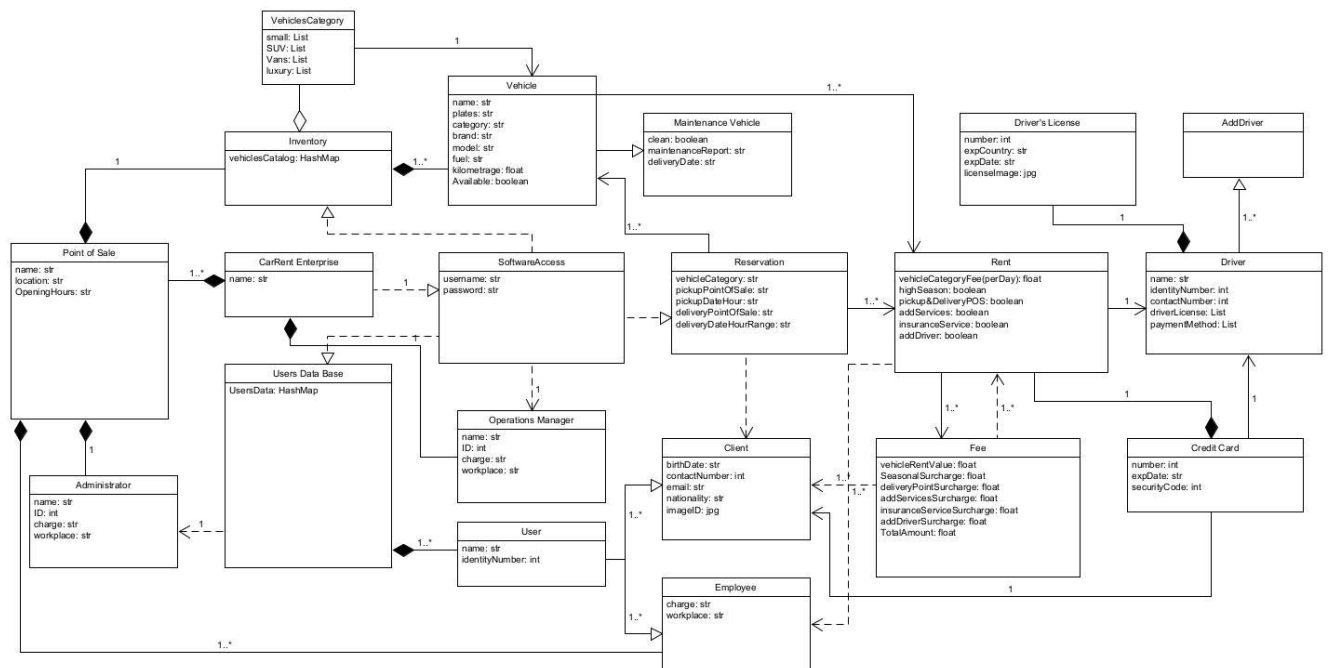 VehiclesCategory
small: List
SUV: List
Vans: List
luxury: List
1
Vehicle
name: str
plates: str
category: str
brand: str
model: str
fuel: str
kilometrage: float
Available: boolean
1..*
Maintenance Vehicle
clean: boolean
maintenanceReport: str
deliveryDate: str
Driver's License
number: int
expCountry: str
expDate: str
licenseImage: jpg
AddDriver
Inventory
vehiclesCatalog: HashMap
1
1..*
1..*
1
1..*
Point of Sale
name: str
location: str
OpeningHours: str
1..*
CarRent Enterprise
name: str
1
SoftwareAccess
username: str
password: str
Reservation
vehicleCategory: str
pickupPointOfSale: str
pickupDateHour: str
deliveryPointOfSale: str
deliveryDateHourRange: str
1..*
Rent
vehicleCategoryFee(perDay): float
highSeason: boolean
pickup&DeliveryPOS: boolean
addServices: boolean
insuranceService: boolean
addDriver: boolean
1
Driver
name: str
identityNumber: int
contactNumber: int
driverLicense: List
paymentMethod: List
1
Users Data Base
UsersData: HashMap
1
Operations Manager
name: str
ID: int
charge: str
workplace: str
1..*
1..*
1
1
1
Administrator
name: str
ID: int
charge: str
workplace: str
1
Client
birthDate: str
contactNumber: int
email: str
nationality: str
imageID: jpg
1..*
1..*
Fee
vehicleRentValue: float
SeasonalSurcharge: float
deliveryPointSurcharge: float
addServicesSurcharge: float
insuranceServiceSurcharge: float
addDriverSurcharge: float
TotalAmount: float
Credit Card
number: int
expDate: str
securityCode: int
1..*
User
name: str
identityNumber: int
1..*
1..*
Employee
charge: str
workplace: str
1
1..*